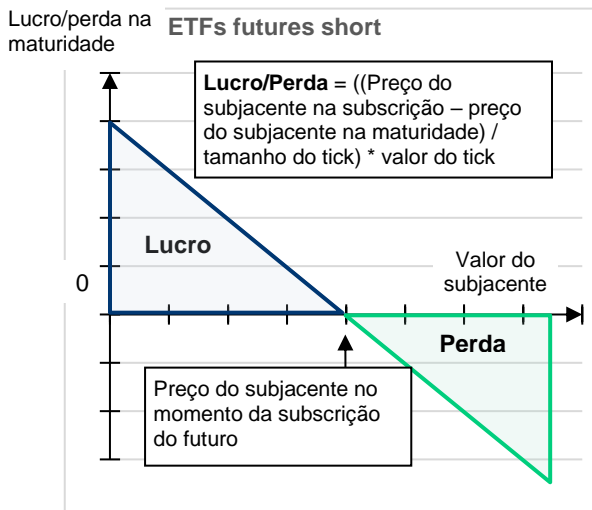 Lucro/perda na
maturidade
ETFs futures short
Lucro/Perda = ((Preço do
subjacente na subscrição – preço
do subjacente na maturidade) /
tamanho do tick) * valor do tick
Lucro
0
Valor do
subjacente
Perda
Preço do subjacente no
momento da subscrição
do futuro